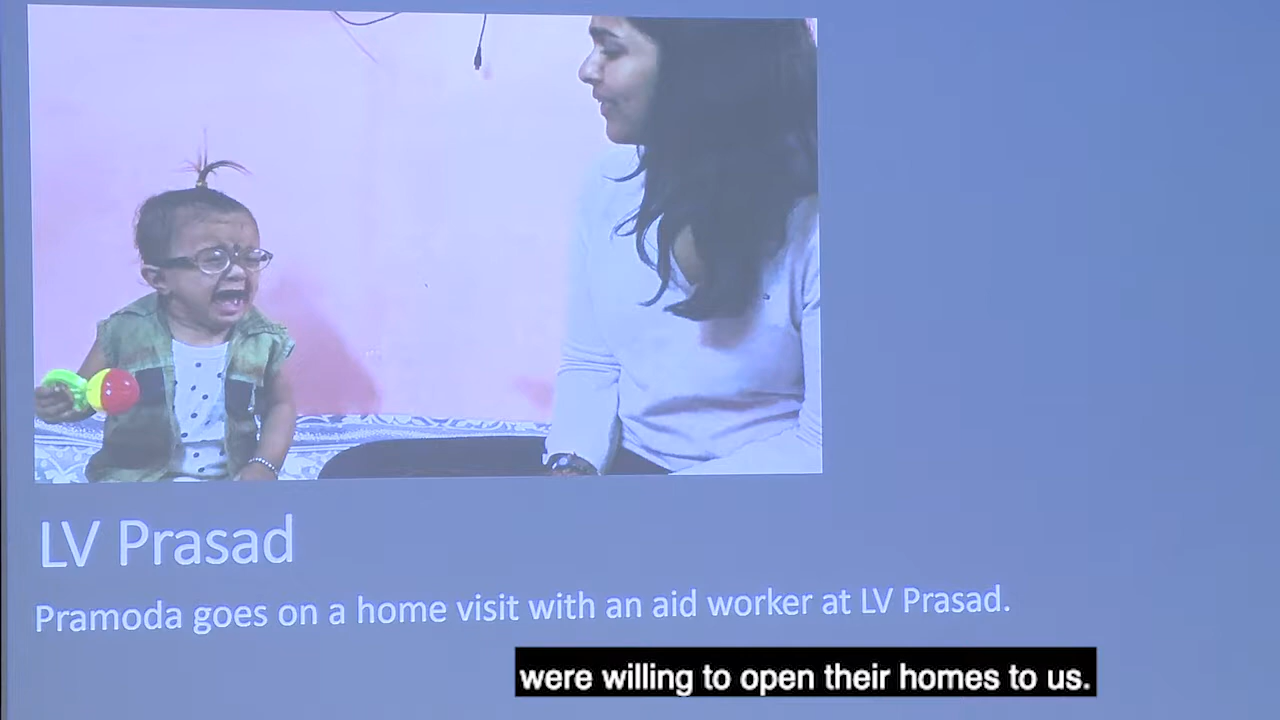 LV Prasad
Pramoda goes on a home visit with an aid worker at LV Prasad.
were willing to open their homes to us.